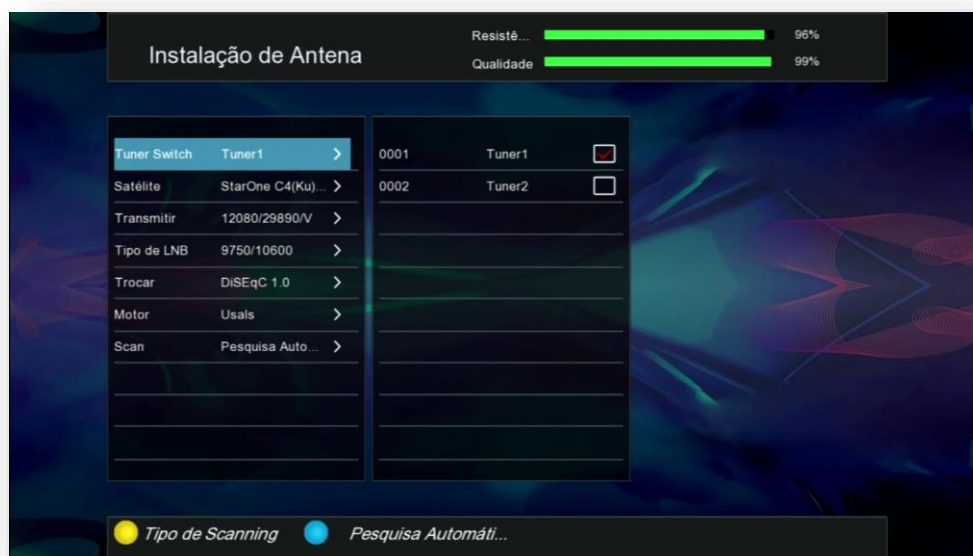 Instalação de Antena
Resistê... 96%
Qualidade 99%
Tuner Switch Tuner1 >
Satélite StarOne C4(Ku)... >
Transmitir 12080/29890/V >
Tipo de LNB 9750/10600 >
Trocar DiSEqC 1.0 >
Motor Usals >
Scan Pesquisa Auto... >
0001 Tuner1
0002 Tuner2
Tipo de Scanning Pesquisa Automáti...